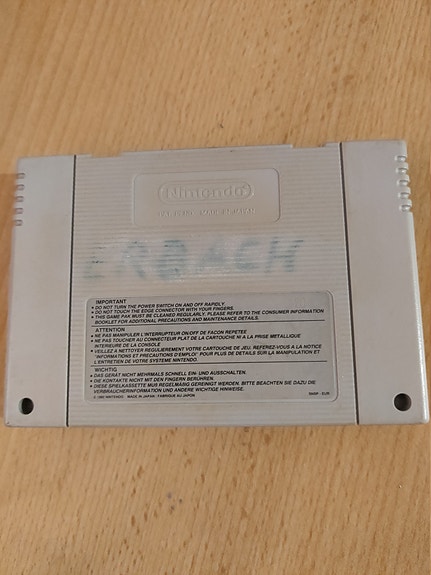 Nintendo
PAT. PEND. MADE IN JAPAN
ERBACH
IMPORTANT
• DO NOT TURN THE POWER SWITCH ON AND OFF RAPIDLY.
• DO NOT TOUCH THE EDGE CONNECTOR WITH YOUR FINGERS.
• THIS GAME PAK MUST BE CLEANED REGULARLY. PLEASE REFER TO THE CONSUMER INFORMATION
BOOKLET FOR ADDITIONAL PRECAUTIONS AND MAINTENANCE DETAILS.
ATTENTION
• NE PAS MANIPULER L'INTERRUPTEUR ON/OFF DE FACON REPETEE
• NE PAS TOUCHER AU CONNECTEUR PLAT DE LA CARTOUCHE NI A LA PRISE METALLIQUE
INTERIEURE DE LA CONSOLE
• VEILLEZ A NETTOYER REGULIEREMENT VOTRE CARTOUCHE DE JEU. REFEREZ-VOUS A LA NOTICE
"INFORMATIONS ET PRECAUTIONS D'EMPLOI" POUR PLUS DE DETAILS SUR LA MANIPULATION ET
L'ENTRETIEN DE VOTRE SYSTEME NINTENDO.
WICHTIG
• DAS GERÄT NICHT MEHRMALS SCHNELL EIN- UND AUSSCHALTEN.
• DIE KONTAKTE NICHT MIT DEN FINGERN BERÜHREN.
• DIESE SPIELKASSETTE MUß REGELMÄßIG GEREINIGT WERDEN. BITTE BEACHTEN SIE DAZU DIE
VERBRAUCHERINFORMATION UND ANDERE WICHTIGE HINWEISE.
© 1992 NINTENDO MADE IN JAPAN / FABRIQUE AU JAPON SNSP - EUR